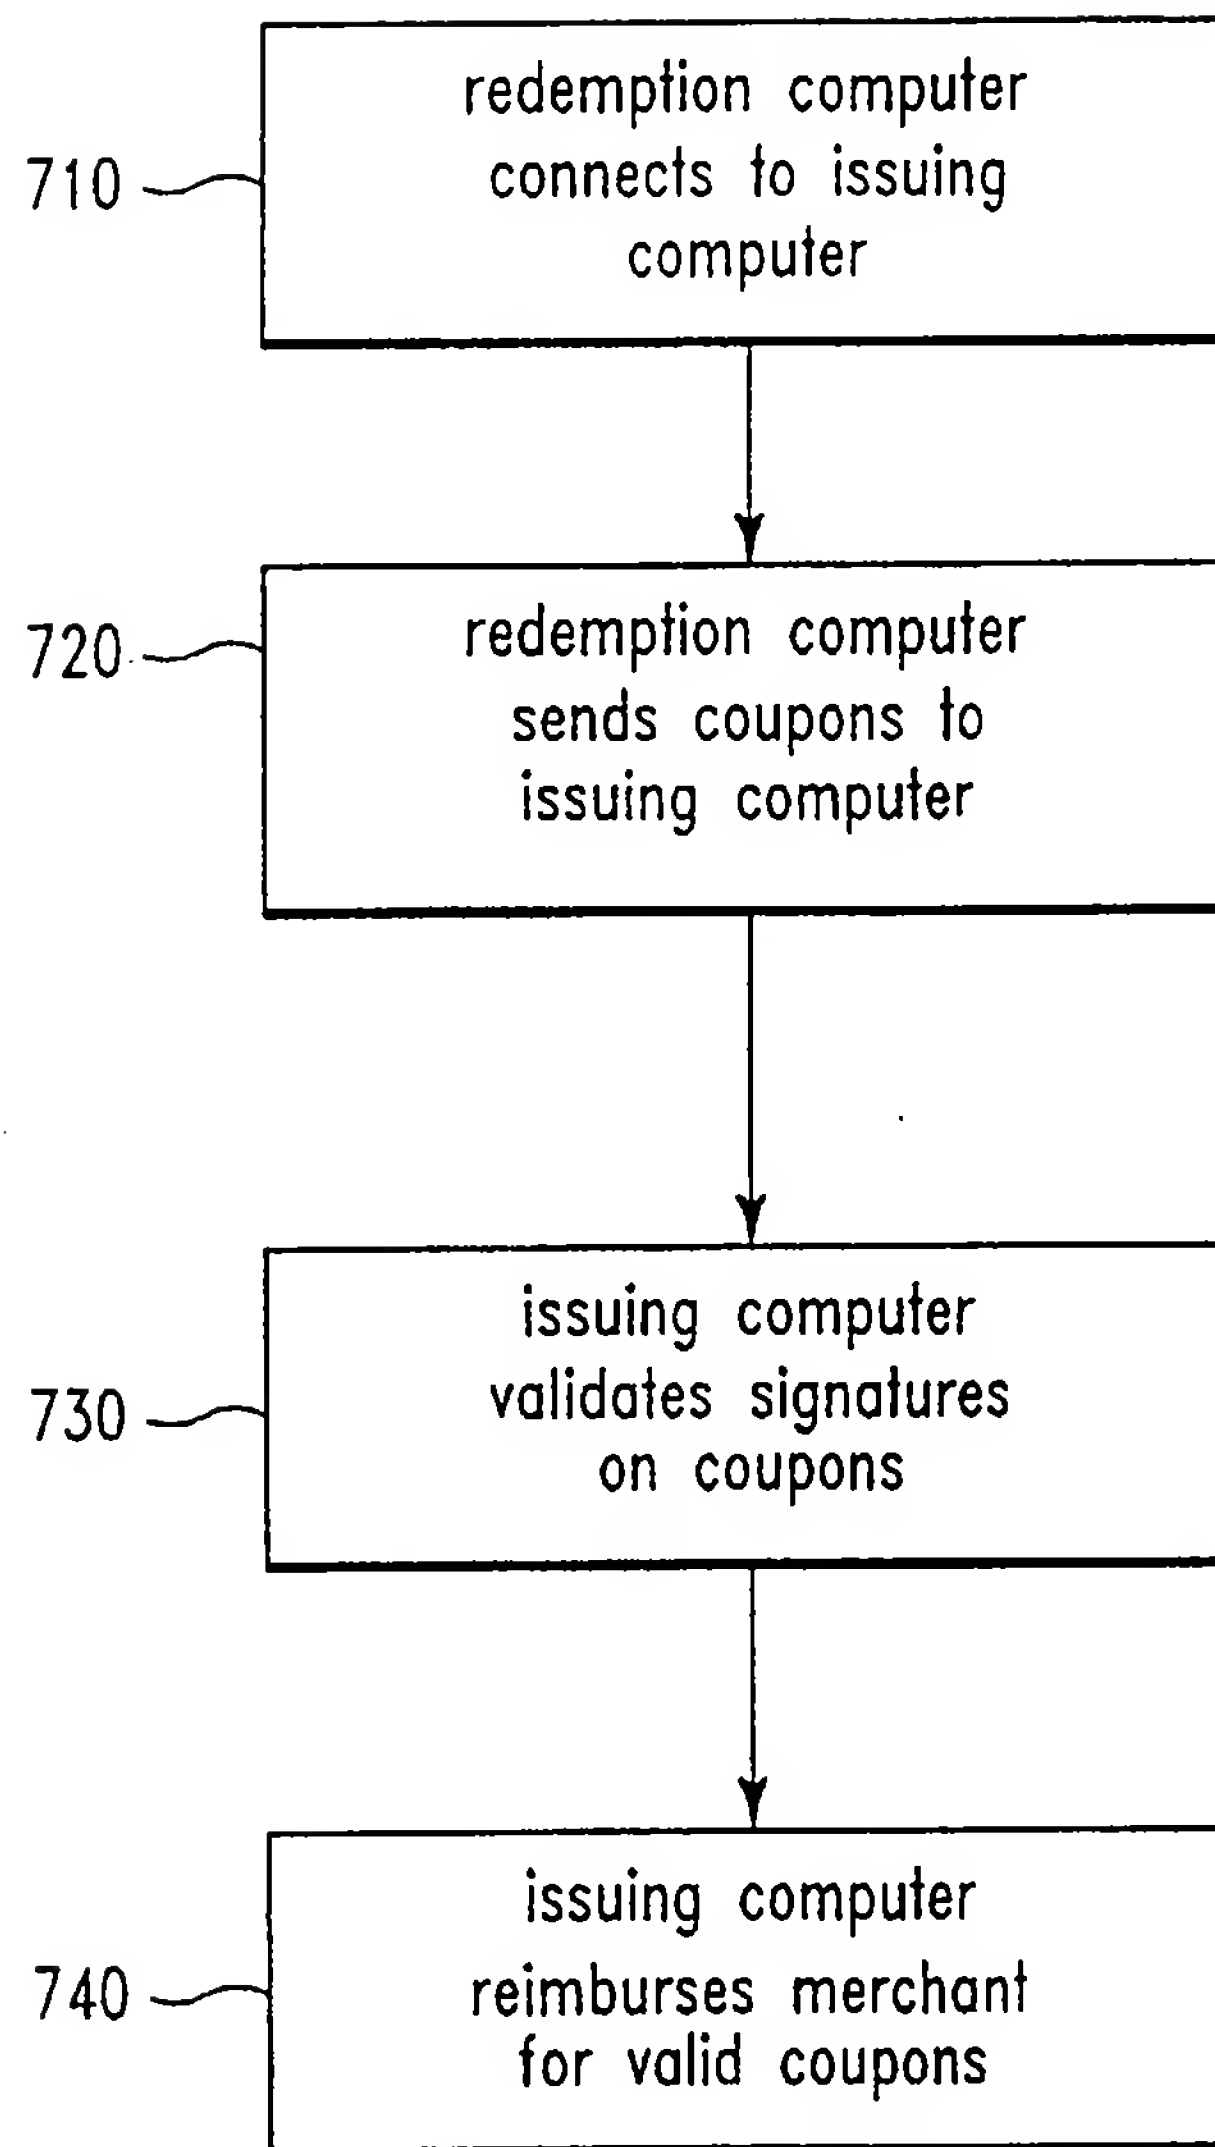 redemption computer
710 connects to issuing
computer
redemption computer
720 sends coupons to
issuing computer
issuing computer
730 validates signatures
on coupons
issuing computer
740 reimburses merchant
for valid coupons